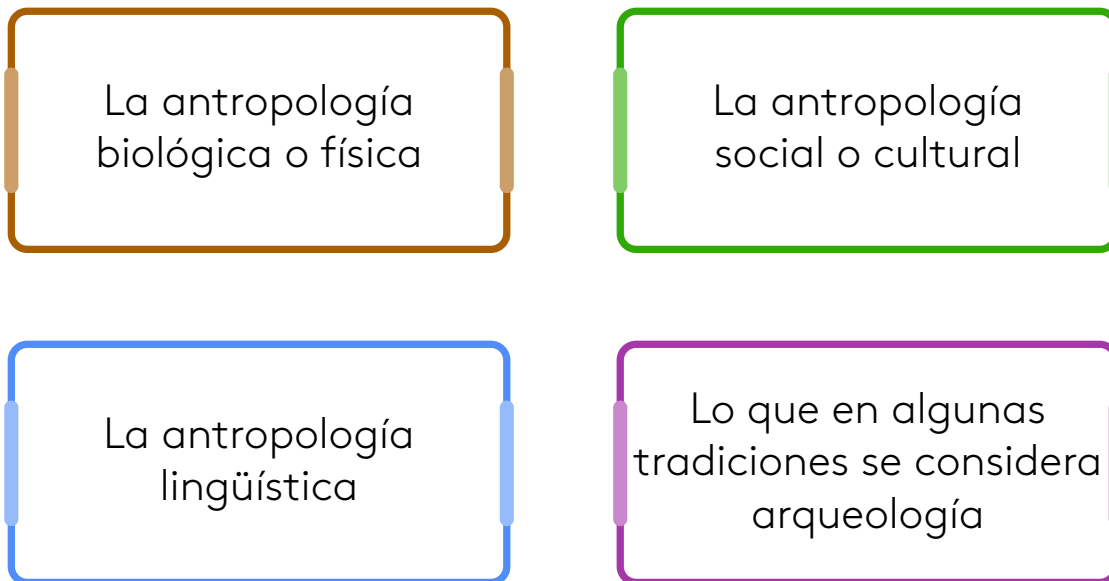 La antropología
biológica o física
La antropología
social o cultural
La antropología
lingüística
Lo que en algunas
tradiciones se considera
arqueología